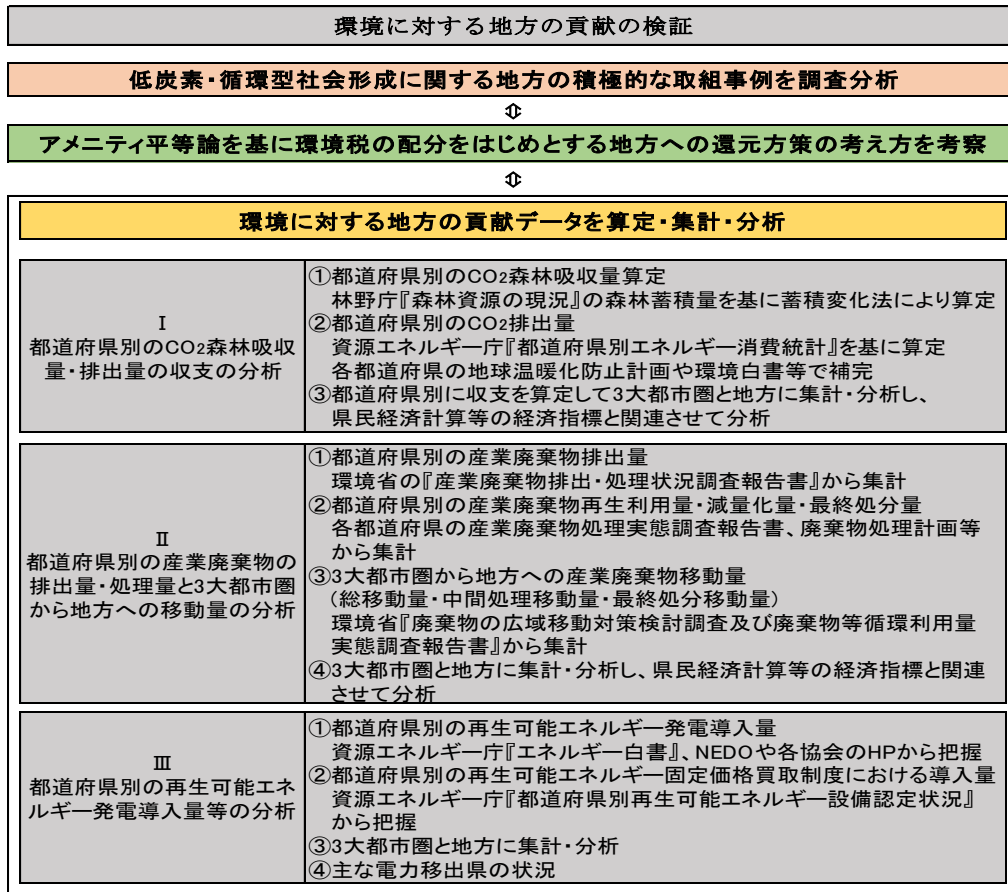 環境に対する地方の貢献の検証
低炭素・循環型社会形成に関する地方の積極的な取組事例を調査分析
⇕
アメニティ平等論を基に環境税の配分をはじめとする地方への還元方策の考え方を考察
⇕
環境に対する地方の貢献データを算定・集計・分析
Ⅰ
都道府県別のCO₂森林吸収
量・排出量の収支の分析
①都道府県別のCO₂森林吸収量算定
林野庁『森林資源の現況』の森林蓄積量を基に蓄積変化法により算定
②都道府県別のCO₂排出量
資源エネルギー庁『都道府県別エネルギー消費統計』を基に算定
各都道府県の地球温暖化防止計画や環境白書等で補完
③都道府県別に収支を算定して3大都市圏と地方に集計・分析し、
県民経済計算等の経済指標と関連させて分析
Ⅱ
都道府県別の産業廃棄物の
排出量・処理量と3大都市圏
から地方への移動量の分析
①都道府県別の産業廃棄物排出量
環境省の『産業廃棄物排出・処理状況調査報告書』から集計
②都道府県別の産業廃棄物再生利用量・減量化量・最終処分量
各都道府県の産業廃棄物処理実態調査報告書、廃棄物処理計画等
から集計
③3大都市圏から地方への産業廃棄物移動量
（総移動量・中間処理移動量・最終処分移動量）
環境省『廃棄物の広域移動対策検討調査及び廃棄物等循環利用量
実態調査報告書』から集計
④3大都市圏と地方に集計・分析し、県民経済計算等の経済指標と関連
させて分析
Ⅲ
都道府県別の再生可能エネ
ルギー発電導入量等の分析
①都道府県別の再生可能エネルギー発電導入量
資源エネルギー庁『エネルギー白書』、NEDOや各協会のHPから把握
②都道府県別の再生可能エネルギー固定価格買取制度における導入量
資源エネルギー庁『都道府県別再生可能エネルギー設備認定状況』
から把握
③3大都市圏と地方に集計・分析
④主な電力移出県の状況